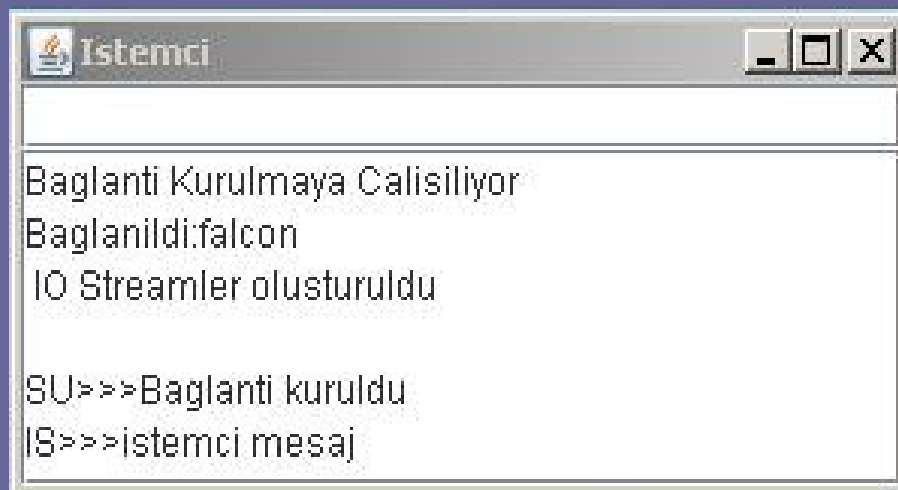 Istemci
Baglanti Kurulmaya Calisiliyor
Baglanildi:falcon
IO Streamler olusturuldu
SU>>>Baglanti kuruldu
IS>>>istemci mesaj